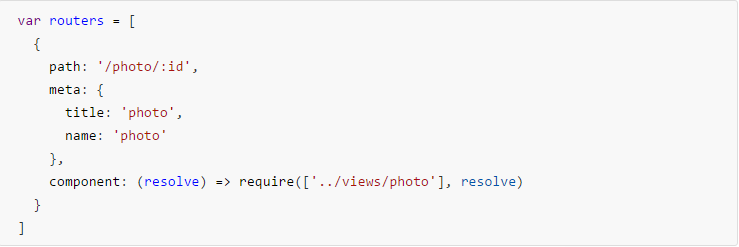 var routers = [
  {
    path: '/photo/:id',
    meta: {
      title: 'photo',
      name: 'photo'
    },
    component: (resolve) => require(['../views/photo'], resolve)
  }
]